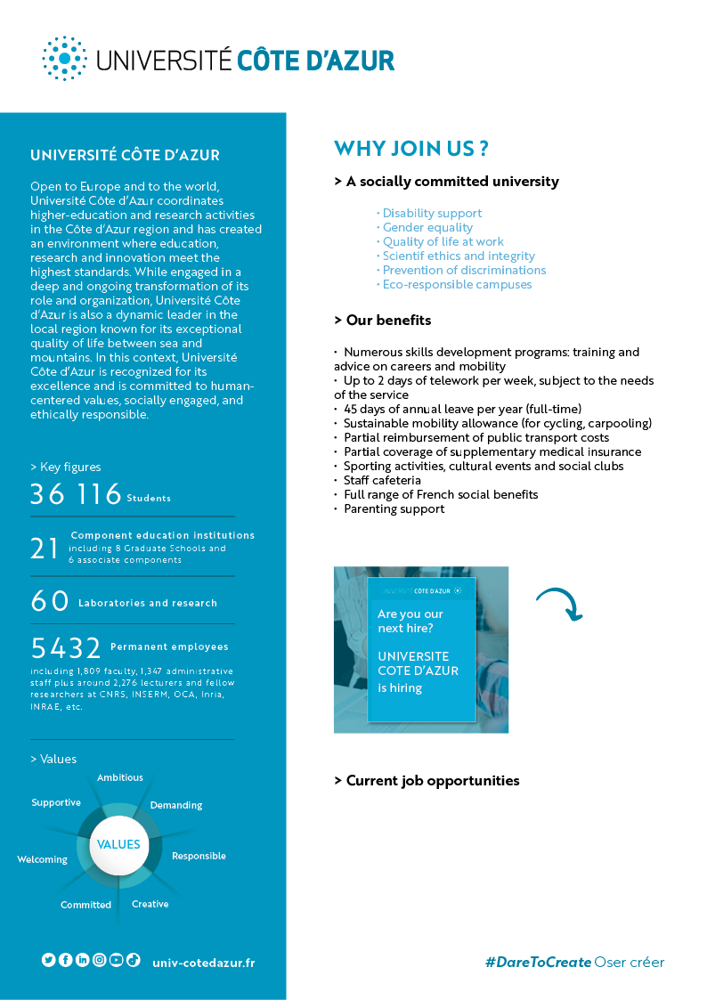 UNIVERSITÉ CÔTE D'AZUR
UNIVERSITÉ CÔTE D'AZUR
Open to Europe and to the world,
Université Côte d'Azur coordinates
higher-education and research activities
in the Côte d'Azur region and has created
an environment where education,
research and innovation meet the
highest standards. While engaged in a
deep and ongoing transformation of its
role and organization, Université Côte
d'Azur is also a dynamic leader in the
local region known for its exceptional
quality of life between sea and
mountains. In this context, Université
Côte d'Azur is recognized for its
excellence and is committed to human-
centered values, socially engaged, and
ethically responsible.
> Key figures
36 116 Students
21 Component education institutions
including 8 Graduate Schools and
6 associate components
60 Laboratories and research
5432 Permanent employees
including 1,809 faculty, 1,347 administrative
staff plus around 2,276 lecturers and fellow
researchers at CNRS, INSERM, OCA, Inria,
INRAE, etc.
> Values
Ambitious
Supportive
Demanding
VALUES
Welcoming
Responsible
Committed
Creative
univ-cotedazur.fr
WHY JOIN US ?
> A socially committed university
• Disability support
• Gender equality
• Quality of life at work
• Scientif ethics and integrity
• Prevention of discriminations
• Eco-responsible campuses
> Our benefits
• Numerous skills development programs: training and
advice on careers and mobility
• Up to 2 days of telework per week, subject to the needs
of the service
• 45 days of annual leave per year (full-time)
• Sustainable mobility allowance (for cycling, carpooling)
• Partial reimbursement of public transport costs
• Partial coverage of supplementary medical insurance
• Sporting activities, cultural events and social clubs
• Staff cafeteria
• Full range of French social benefits
• Parenting support
UNIVERSITÉ CÔTE D'AZUR
Are you our
next hire?
UNIVERSITE
COTE D'AZUR
is hiring
> Current job opportunities
#DareToCreate Oser créer